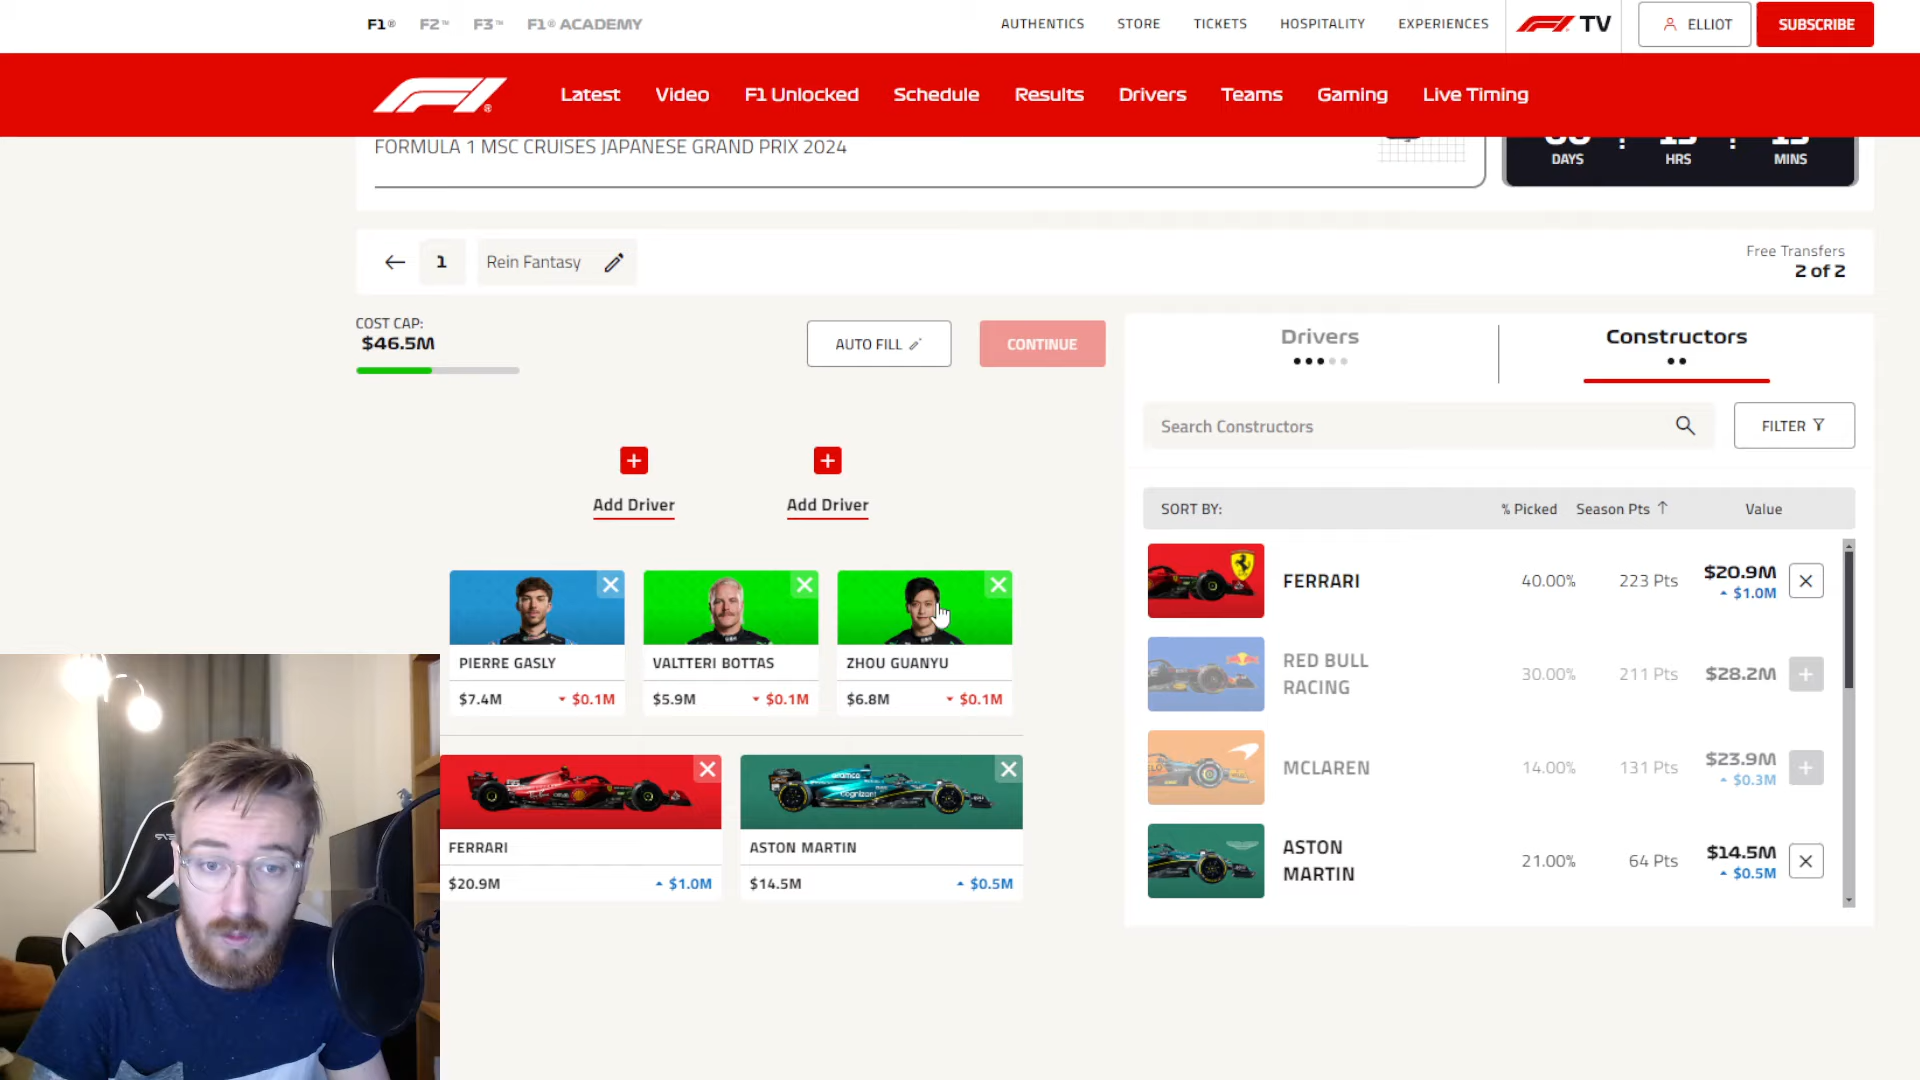 F1® F2™ F3™ F1® ACADEMY AUTHENTICS STORE TICKETS HOSPITALITY EXPERIENCES F1 TV ELLIOT SUBSCRIBE
F1® Latest Video F1 Unlocked Schedule Results Drivers Teams Gaming Live Timing
FORMULA 1 MSC CRUISES JAPANESE GRAND PRIX 2024
DAYS HRS MINS
1 Rein Fantasy
Free Transfers
2 of 2
COST CAP:
$46.5M
AUTO FILL CONTINUE
Add Driver Add Driver
PIERRE GASLY VALTTERI BOTTAS ZHOU GUANYU
$7.4M $0.1M $5.9M $0.1M $6.8M $0.1M
FERRARI ASTON MARTIN
$20.9M $1.0M $14.5M $0.5M
Drivers Constructors
Search Constructors FILTER
SORT BY: % Picked Season Pts Value
FERRARI 40.00% 223 Pts $20.9M
$1.0M
RED BULL
RACING 30.00% 211 Pts $28.2M
MCLAREN 14.00% 131 Pts $23.9M
$0.3M
ASTON
MARTIN 21.00% 64 Pts $14.5M
$0.5M